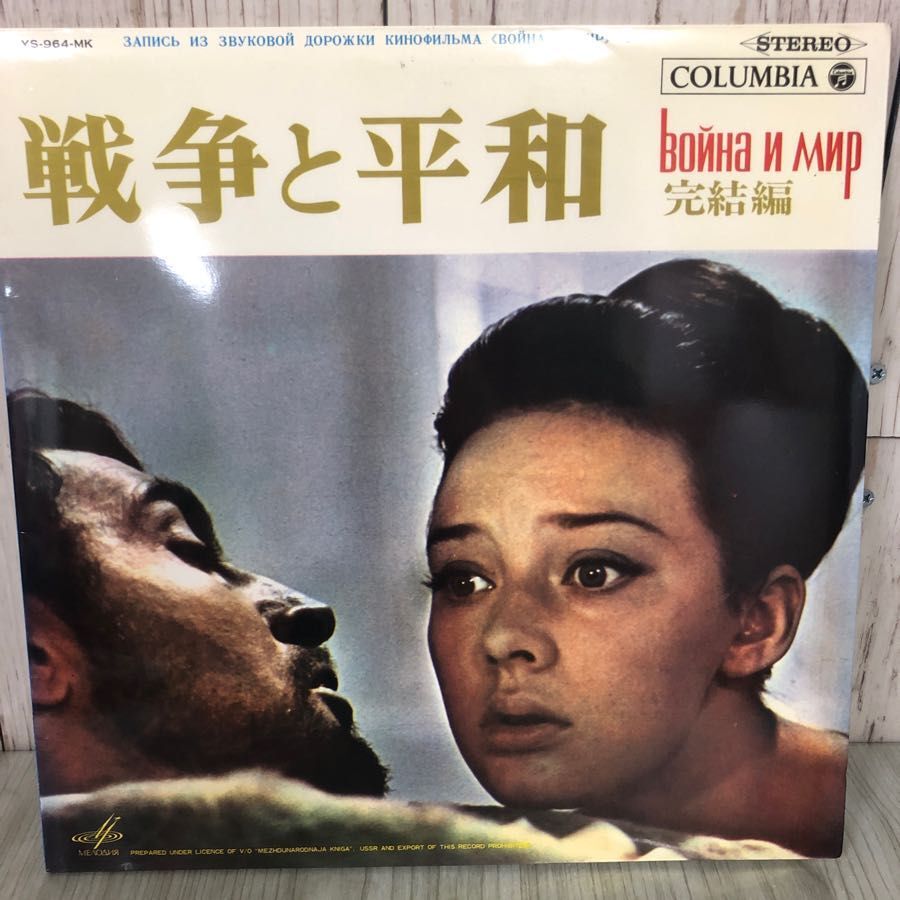 YS-964-MK
ЗАПИСЬ ИЗ ЗВУКОВОЙ ДОРОЖКИ КИНОФИЛЬМА «ВОЙНА
STEREO
COLUMBIA
戦争と平和
Война и мир
完結編
МЕЛОДИЯ
PREPARED UNDER LICENCE OF V/O "MEZHDUNARODNAJA KNIGA", USSR AND EXPORT OF THIS RECORD PROHIBITED